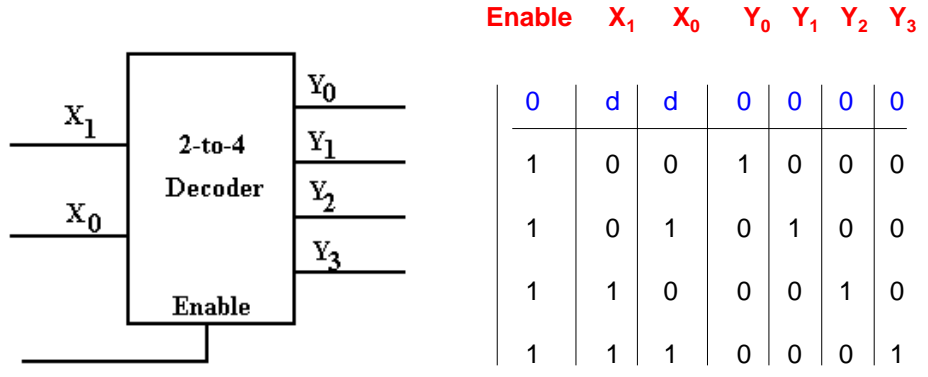 Enable X₁ X₀ Y₀ Y₁ Y₂ Y₃
0 d d 0 0 0 0
1 0 0 1 0 0 0
1 0 1 0 1 0 0
1 1 0 0 0 1 0
1 1 1 0 0 0 1
X₁
X₀
2-to-4
Decoder
Enable
Y₀
Y₁
Y₂
Y₃